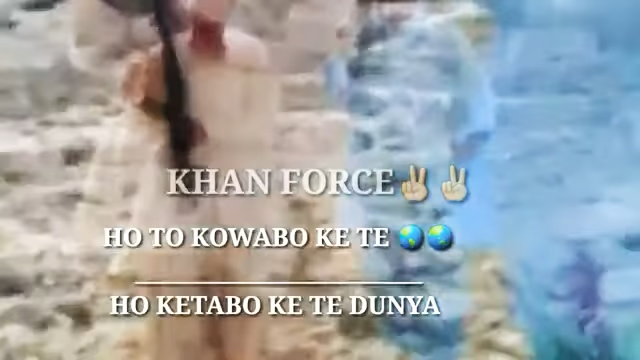 KHAN FORCE✌🏼✌🏼
HO TO KOWABO KE TE 🌎🌎
HO KETABO KE TE DUNYA